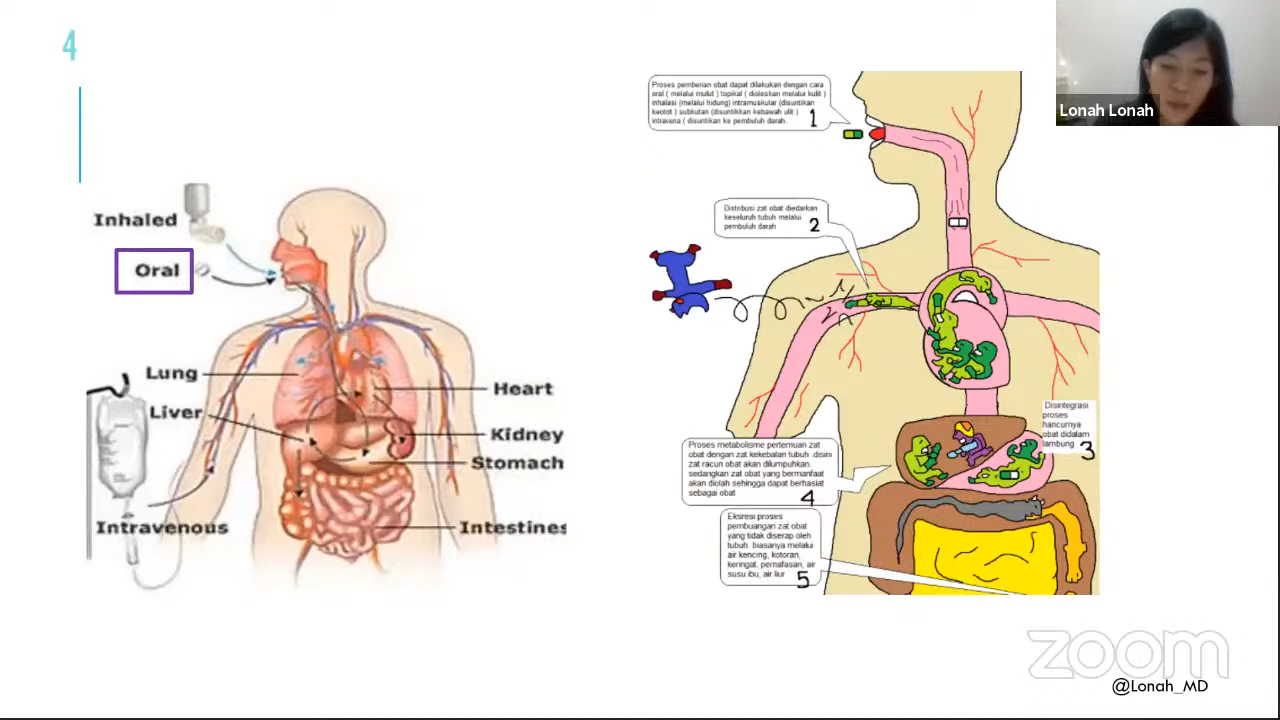 4
Inhaled
Oral
Lung
Liver
Heart
Kidney
Stomach
Intravenous
Intestines
Proses pemberian obat dapat dilakukan dengan cara
oral ( melalui mulut ) topikal ( dioleskan melalui kulit )
inhalasi (melalui hidung) intramuskular (disuntikan
keotot ) subkutan (disuntikkan kebawah ulit )
intravena ( disuntikan ke pembuluh darah.
1
Distribusi zat obat diedarkan
keseluruh tubuh melalui
pembuluh darah
2
Disintegrasi
proses
hancurnya
obat didalam
lambung
3
Proses metabolisme pertemuan zat
obat dengan zat kekebalan tubuh .disini
zat racun obat akan dilumpuhkan.
sedangkan zat obat yang bermanfaat
akan diolah sehingga dapat berhasiat
sebagai obat
4
Eksresi proses
pembuangan zat obat
yang tidak diserap oleh
tubuh. biasanya melalui
air kencing, kotoran,
keringat, pernafasan, air
susu ibu, air liur
5
Lonah Lonah
zoom
@Lonah_MD